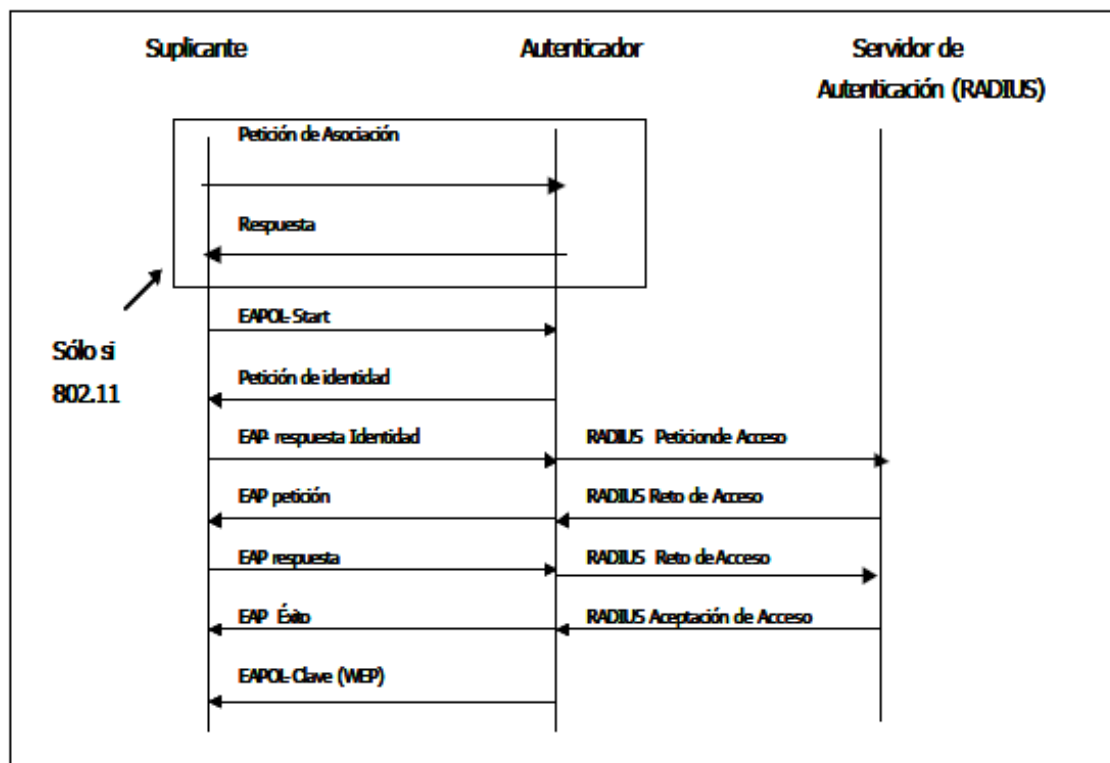 Suplicante Autenticador Servidor de
Autenticación (RADIUS)
Petición de Asociación
Respuesta
EAPOL-Start
Sólo si
802.11
Petición de identidad
EAP- respuesta Identidad RADIUS Peticionde Acceso
EAP petición RADIUS Reto de Acceso
EAP respuesta RADIUS Reto de Acceso
EAP Éxito RADIUS Aceptación de Acceso
EAPOL-Clave (WEP)